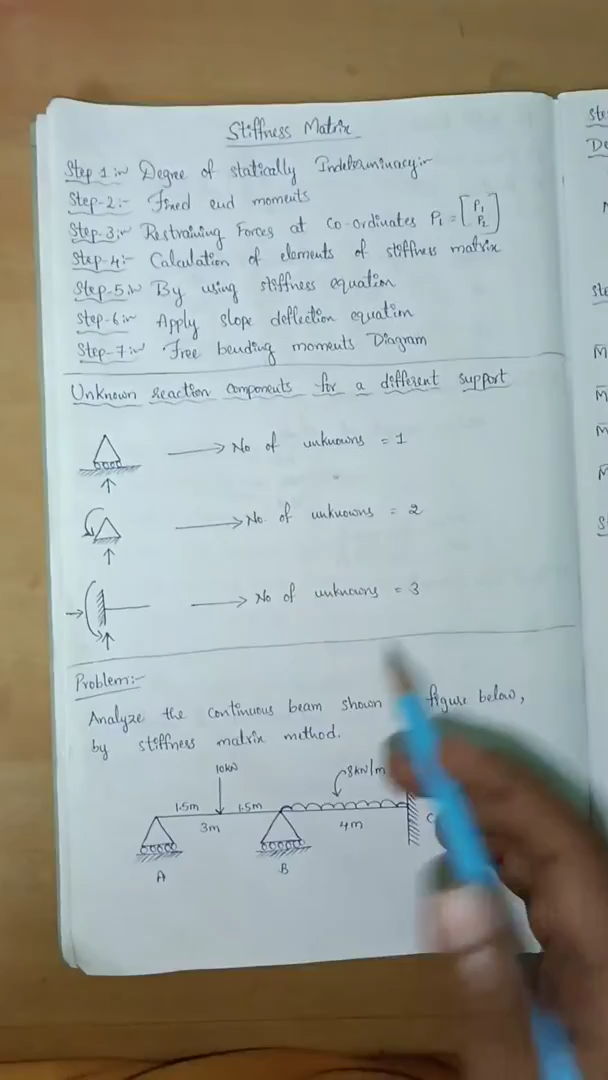 Stiffness Matrix
Step 1:- Degree of statically Indeterminacy:-
Step-2:- Fixed end moments
Step-3:- Restraining Forces at co-ordinates P₁ = [P₁ P₂]
Step-4:- Calculation of elements of stiffness matrix
Step-5:- By using stiffness equation
Step-6:- Apply slope deflection equation
Step-7:- Free bending moments Diagram
Unknown reaction components for a different support
No of unknowns = 1
No. of unknowns = 2
No of unknowns = 3
Problem:-
Analyze the continuous beam shown figure below,
by stiffness matrix method.
10kN
8kN/m
1.5m 1.5m
3m 4m
A B C
Ste
De
Ste
M̅
M̅
M̅
S